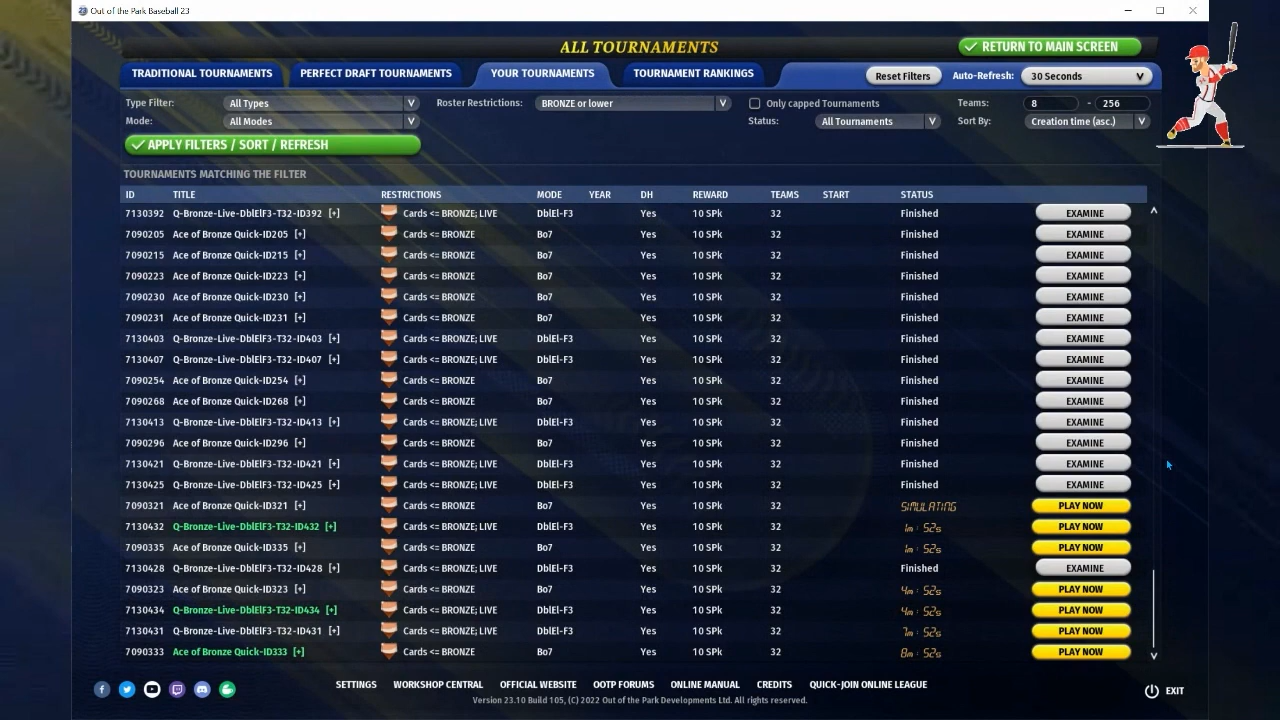 Out of the Park Baseball 23
ALL TOURNAMENTS
RETURN TO MAIN SCREEN
TRADITIONAL TOURNAMENTS PERFECT DRAFT TOURNAMENTS YOUR TOURNAMENTS TOURNAMENT RANKINGS Reset Filters Auto-Refresh: 30 Seconds
Type Filter: All Types Roster Restrictions: BRONZE or lower Only capped Tournaments Teams: 8 - 256
Mode: All Modes Status: All Tournaments Sort By: Creation time (asc.)
APPLY FILTERS / SORT / REFRESH
TOURNAMENTS MATCHING THE FILTER
ID TITLE RESTRICTIONS MODE YEAR DH REWARD TEAMS START STATUS
7130392 Q-Bronze-Live-DblElF3-T32-ID392 [+] Cards <= BRONZE; LIVE DblEl-F3 Yes 10 SPk 32 Finished EXAMINE
7090205 Ace of Bronze Quick-ID205 [+] Cards <= BRONZE Bo7 Yes 10 SPk 32 Finished EXAMINE
7090215 Ace of Bronze Quick-ID215 [+] Cards <= BRONZE Bo7 Yes 10 SPk 32 Finished EXAMINE
7090223 Ace of Bronze Quick-ID223 [+] Cards <= BRONZE Bo7 Yes 10 SPk 32 Finished EXAMINE
7090230 Ace of Bronze Quick-ID230 [+] Cards <= BRONZE Bo7 Yes 10 SPk 32 Finished EXAMINE
7090231 Ace of Bronze Quick-ID231 [+] Cards <= BRONZE Bo7 Yes 10 SPk 32 Finished EXAMINE
7130403 Q-Bronze-Live-DblElF3-T32-ID403 [+] Cards <= BRONZE; LIVE DblEl-F3 Yes 10 SPk 32 Finished EXAMINE
7130407 Q-Bronze-Live-DblElF3-T32-ID407 [+] Cards <= BRONZE; LIVE DblEl-F3 Yes 10 SPk 32 Finished EXAMINE
7090254 Ace of Bronze Quick-ID254 [+] Cards <= BRONZE Bo7 Yes 10 SPk 32 Finished EXAMINE
7090268 Ace of Bronze Quick-ID268 [+] Cards <= BRONZE Bo7 Yes 10 SPk 32 Finished EXAMINE
7130413 Q-Bronze-Live-DblElF3-T32-ID413 [+] Cards <= BRONZE; LIVE DblEl-F3 Yes 10 SPk 32 Finished EXAMINE
7090296 Ace of Bronze Quick-ID296 [+] Cards <= BRONZE Bo7 Yes 10 SPk 32 Finished EXAMINE
7130421 Q-Bronze-Live-DblElF3-T32-ID421 [+] Cards <= BRONZE; LIVE DblEl-F3 Yes 10 SPk 32 Finished EXAMINE
7130425 Q-Bronze-Live-DblElF3-T32-ID425 [+] Cards <= BRONZE; LIVE DblEl-F3 Yes 10 SPk 32 Finished EXAMINE
7090321 Ace of Bronze Quick-ID321 [+] Cards <= BRONZE Bo7 Yes 10 SPk 32 SIMULATING PLAY NOW
7130432 Q-Bronze-Live-DblElF3-T32-ID432 [+] Cards <= BRONZE; LIVE DblEl-F3 Yes 10 SPk 32 1m : 52s PLAY NOW
7090335 Ace of Bronze Quick-ID335 [+] Cards <= BRONZE Bo7 Yes 10 SPk 32 1m : 52s PLAY NOW
7130428 Q-Bronze-Live-DblElF3-T32-ID428 [+] Cards <= BRONZE; LIVE DblEl-F3 Yes 10 SPk 32 Finished EXAMINE
7090323 Ace of Bronze Quick-ID323 [+] Cards <= BRONZE Bo7 Yes 10 SPk 32 4m : 52s PLAY NOW
7130434 Q-Bronze-Live-DblElF3-T32-ID434 [+] Cards <= BRONZE; LIVE DblEl-F3 Yes 10 SPk 32 4m : 52s PLAY NOW
7130431 Q-Bronze-Live-DblElF3-T32-ID431 [+] Cards <= BRONZE; LIVE DblEl-F3 Yes 10 SPk 32 7m : 52s PLAY NOW
7090333 Ace of Bronze Quick-ID333 [+] Cards <= BRONZE Bo7 Yes 10 SPk 32 8m : 52s PLAY NOW
SETTINGS WORKSHOP CENTRAL OFFICIAL WEBSITE OOTP FORUMS ONLINE MANUAL CREDITS QUICK-JOIN ONLINE LEAGUE EXIT
Version 23.10 Build 105, (C) 2022 Out of the Park Developments Ltd. All rights reserved.